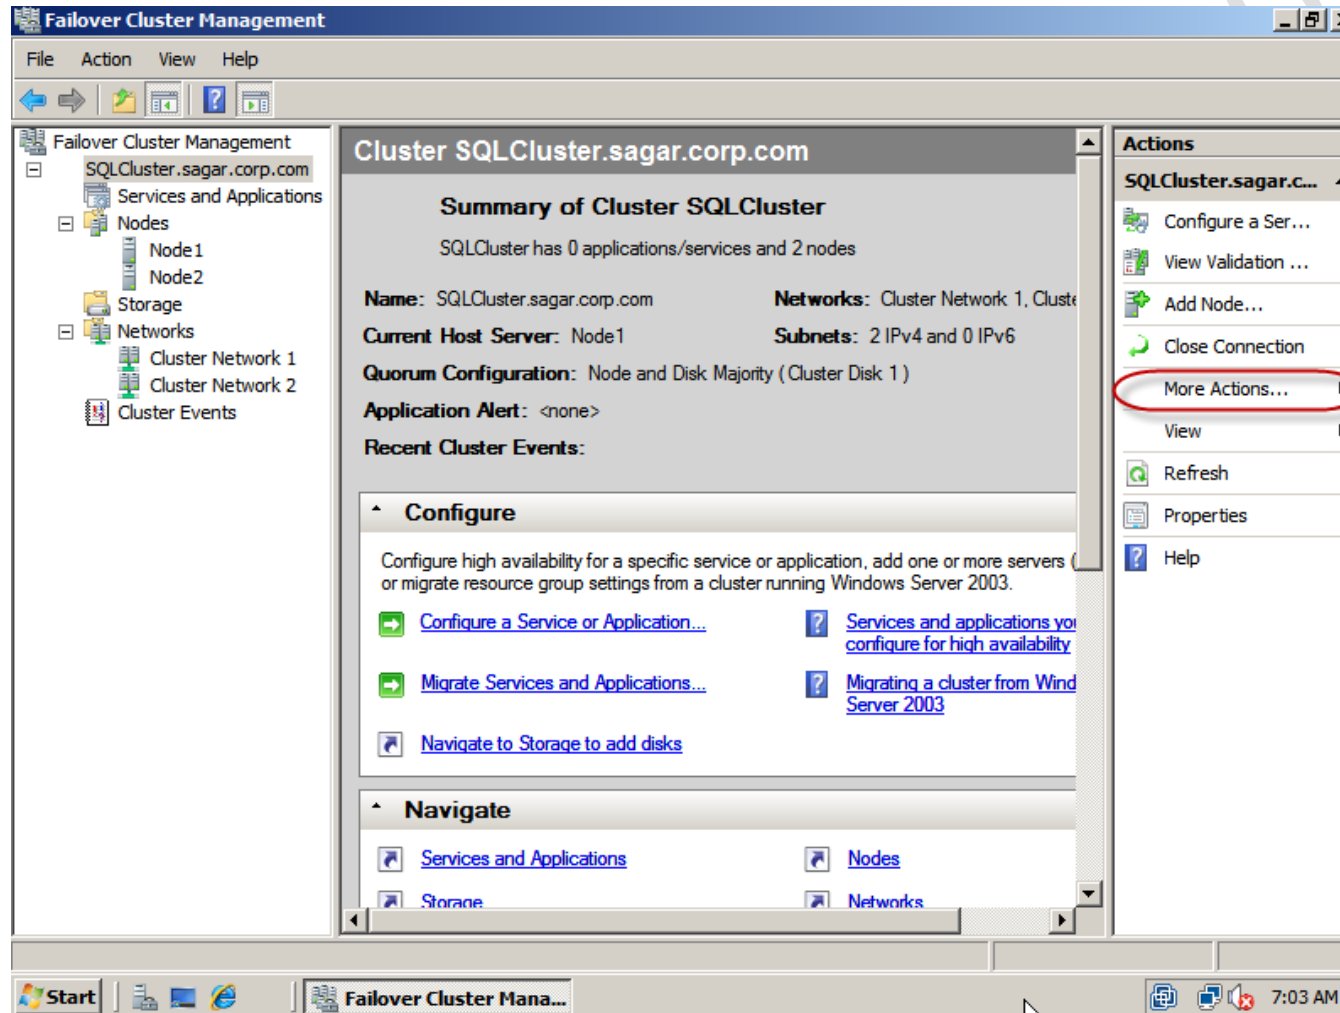 Failover Cluster Management
File Action View Help
Failover Cluster Management
SQLCluster.sagar.corp.com
Services and Applications
Nodes
Node1
Node2
Storage
Networks
Cluster Network 1
Cluster Network 2
Cluster Events
Cluster SQLCluster.sagar.corp.com
Summary of Cluster SQLCluster
SQLCluster has 0 applications/services and 2 nodes
Name: SQLCluster.sagar.corp.com Networks: Cluster Network 1, Cluste
Current Host Server: Node1 Subnets: 2 IPv4 and 0 IPv6
Quorum Configuration: Node and Disk Majority (Cluster Disk 1)
Application Alert: <none>
Recent Cluster Events:
Configure
Configure high availability for a specific service or application, add one or more servers (
or migrate resource group settings from a cluster running Windows Server 2003.
Configure a Service or Application...
Services and applications you
configure for high availability
Migrate Services and Applications...
Migrating a cluster from Wind
Server 2003
Navigate to Storage to add disks
Navigate
Services and Applications Nodes
Storage Networks
Actions
SQLCluster.sagar.c...
Configure a Ser...
View Validation ...
Add Node...
Close Connection
More Actions...
View
Refresh
Properties
Help
Start Failover Cluster Mana... 7:03 AM